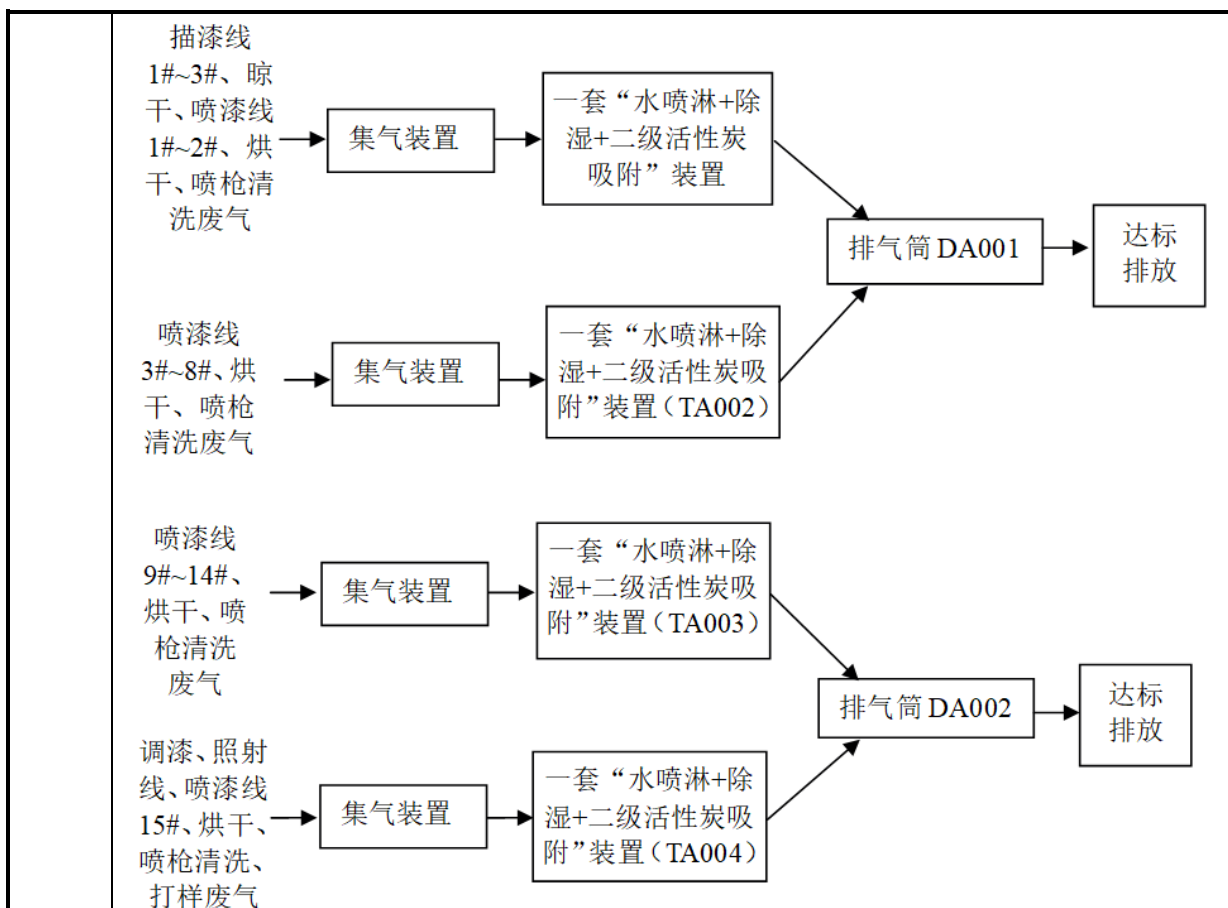 描漆线
1#~3#、晾
干、喷漆线
1#~2#、烘
干、喷枪清
洗废气
集气装置
一套“水喷淋+除
湿+二级活性炭
吸附”装置
喷漆线
3#~8#、烘
干、喷枪
清洗废气
集气装置
一套“水喷淋+除
湿+二级活性炭吸
附”装置（TA002）
排气筒 DA001
达标
排放
喷漆线
9#~14#、
烘干、喷
枪清洗
废气
集气装置
一套“水喷淋+除
湿+二级活性炭吸
附”装置（TA003）
调漆、照射
线、喷漆线
15#、烘干、
喷枪清洗、
打样废气
集气装置
一套“水喷淋+除
湿+二级活性炭吸
附”装置（TA004）
排气筒 DA002
达标
排放